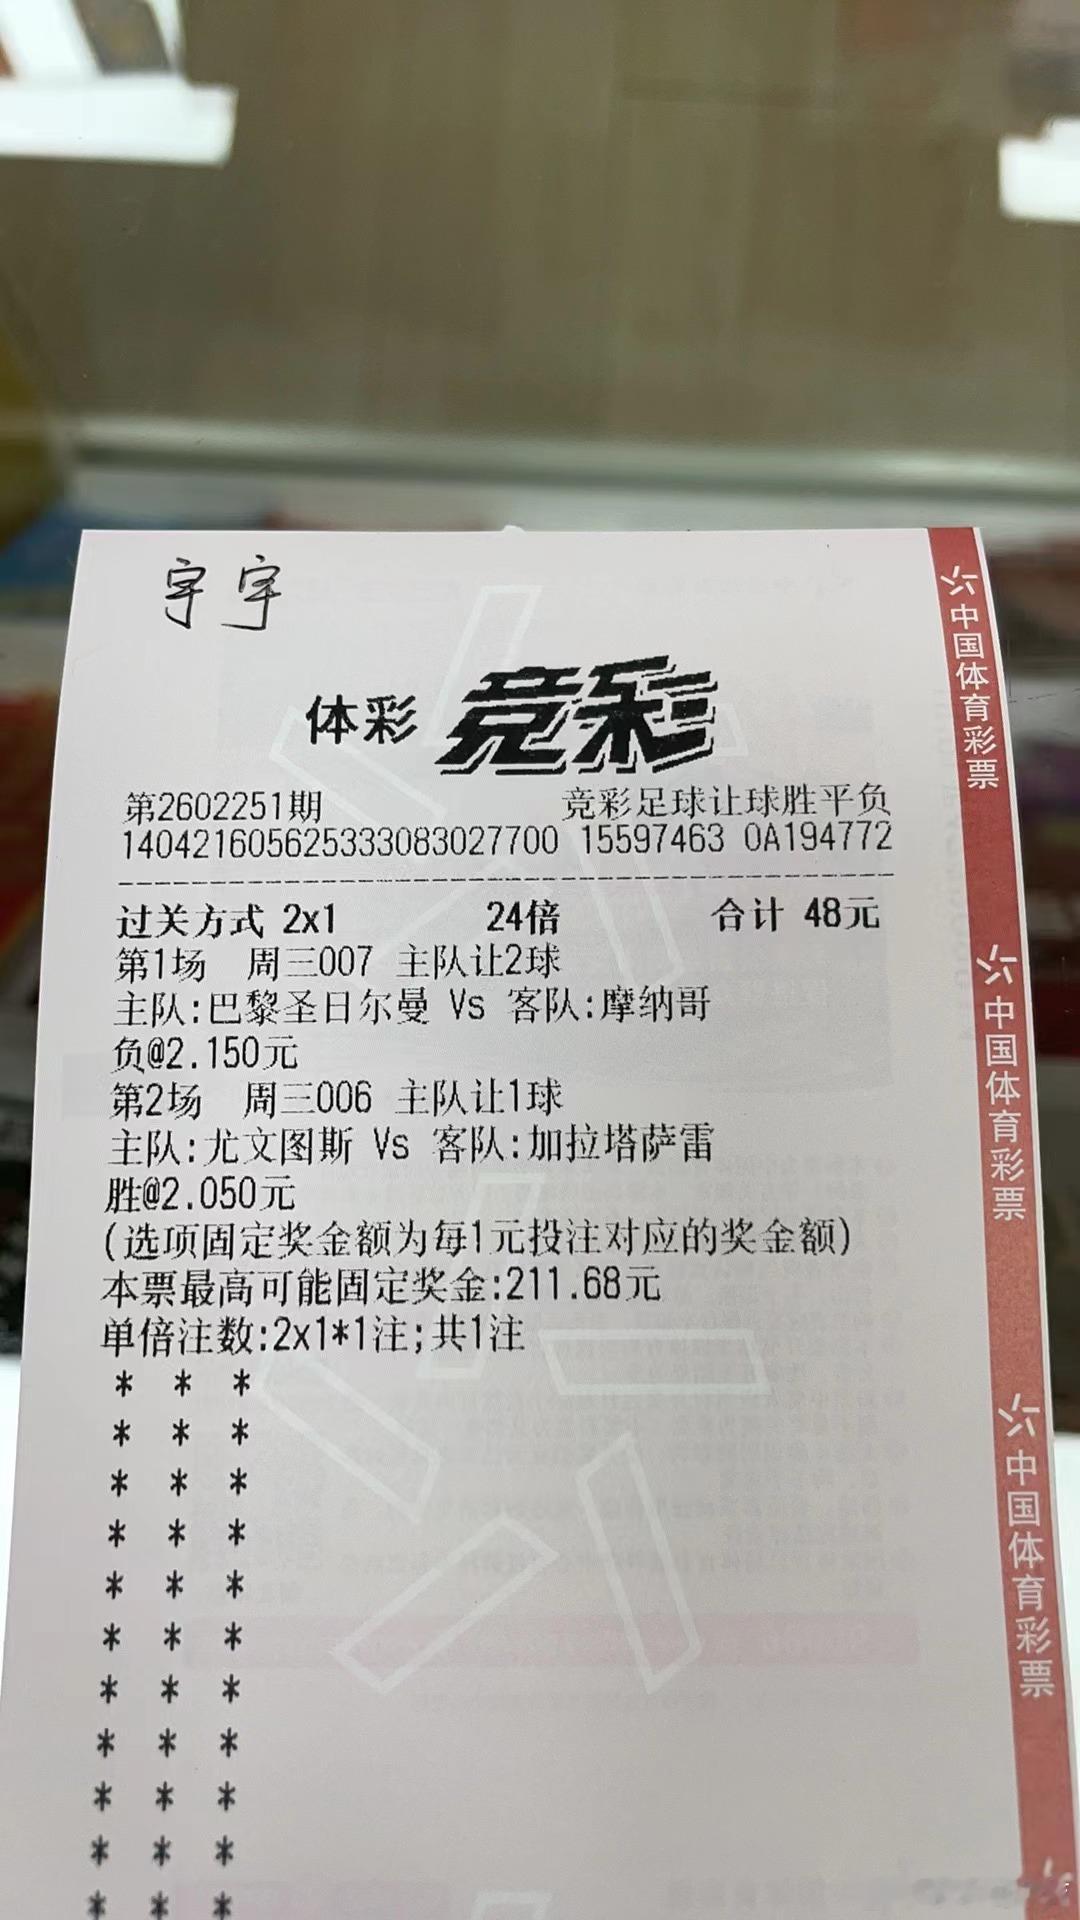 宇宇
体彩 竞彩
第2602251期 竞彩足球让球胜平负
140421605625333083027700 15597463 0A194772
过关方式 2x1 24倍 合计 48元
第1场 周三007 主队让2球
主队:巴黎圣日尔曼 Vs 客队:摩纳哥
负@2.150元
第2场 周三006 主队让1球
主队:尤文图斯 Vs 客队:加拉塔萨雷
胜@2.050元
(选项固定奖金额为每1元投注对应的奖金额)
本票最高可能固定奖金:211.68元
单倍注数:2x1*1注;共1注
* * *
* * *
* * *
* * *
* * *
* * *
* * *
* * *
* * *
* * *
* * *
中国体育彩票
中国体育彩票
中国体育彩票